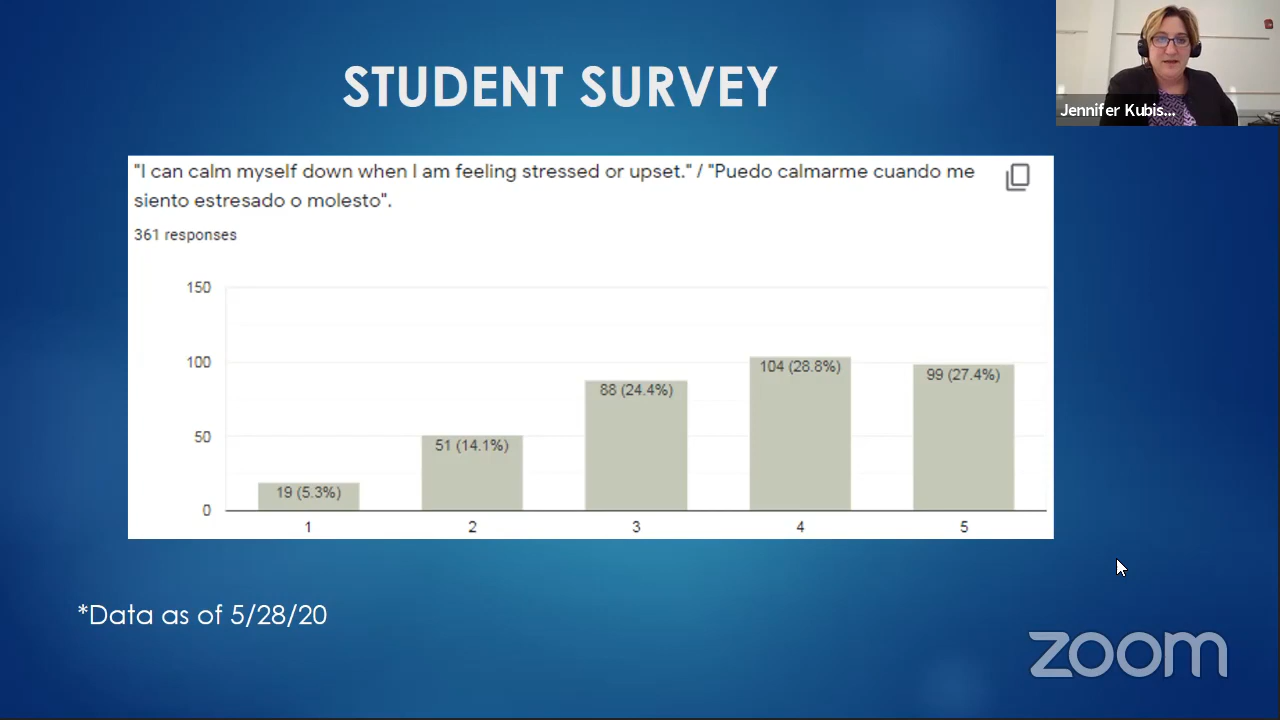 STUDENT SURVEY
Jennifer Kubis...
"I can calm myself down when I am feeling stressed or upset." / "Puedo calmarme cuando me
siento estresado o molesto".
361 responses
150
100
50
0
19 (5.3%)
51 (14.1%)
88 (24.4%)
104 (28.8%)
99 (27.4%)
1
2
3
4
5
*Data as of 5/28/20
zoom